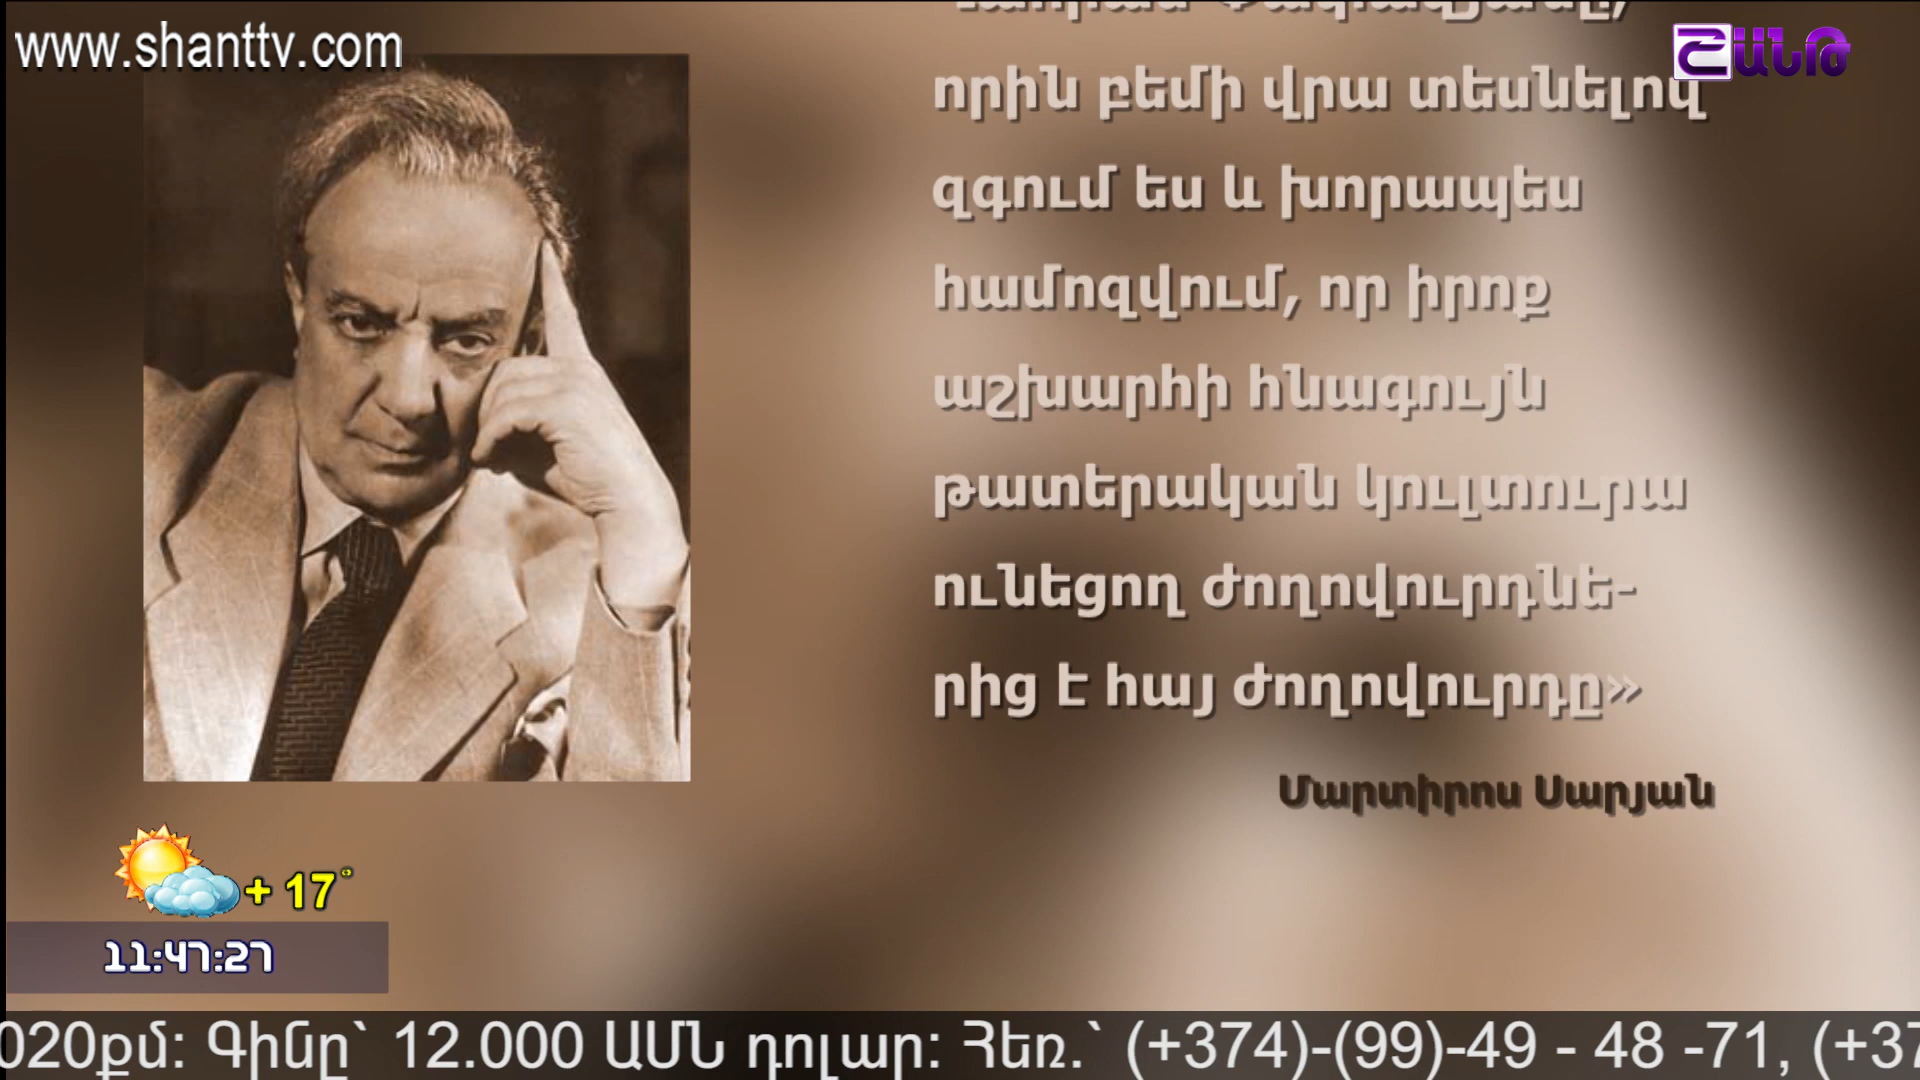 www.shanttv.com
ՇԱՆԹ
որին բեմի վրա տեսնելով
զգում ես և խորապես
համոզվում, որ իրոք
աշխարհի հնագույն
թատերական կուլտուրա
ունեցող ժողովուրդնե-
րից է հայ ժողովուրդը»
Մարտիրոս Սարյան
+ 17°
11:47:27
020քմ: Գինը՝ 12.000 ԱՄՆ դոլար: Հեռ.՝ (+374)-(99)-49 - 48 -71, (+37